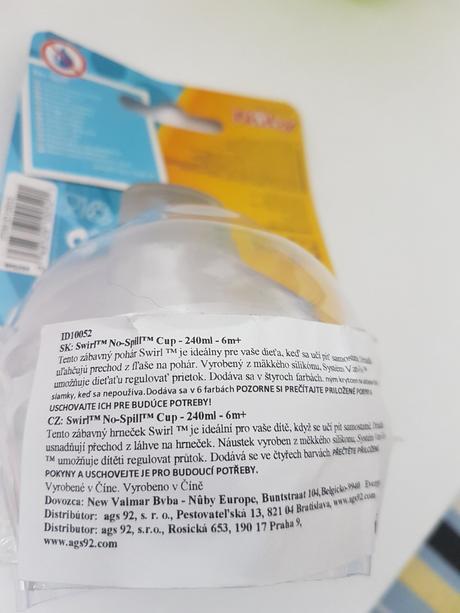 Nûby
ID10052
SK: Swirl™ No-Spill™ Cup - 240ml - 6m+
Tento zábavný pohár Swirl ™ je ideálny pre vaše dieťa, keď sa učí piť samostatne.
uľahčujú prechod z fľaše na pohár. Vyrobený z mäkkého silikónu, System
umožňuje dieťaťu regulovať prietok. Dodáva sa v štyroch farbách,
slamky, keď sa nepoužíva. Dodáva sa v 6 farbách POZORNE SI PREČÍTAJTE PRILOŽENÉ
USCHOVAJTE ICH PRE BUDÚCE POTREBY!
CZ: Swirl™ No-Spill™ Cup - 240ml - 6m+
Tento zábavný hrneček Swirl ™ je ideální pro vaše dítě, když se učí pít samostatně.
usnadňují přechod z láhve na hrneček. Náustek vyroben z měkkého silikonu, System
™ umožňuje dítěti regulovat průtok. Dodává se ve čtyřech barvách PŘEČTĚTE PŘILOŽENÉ
POKYNY A USCHOVEJTE JE PRO BUDOUCÍ POTŘEBY.
Vyrobené v Číne. Vyrobeno v Číně
Dovozca: New Valmar Bvba - Nûby Europe, Buntstraat 104, Belgicko-9940
Distribútor: ags 92, s. r. o., Pestovateľská 13, 821 04 Bratislava, www.ags92.com
Distributor: ags 92, s.r.o., Rosická 653, 190 17 Praha 9,
www.ags92.com